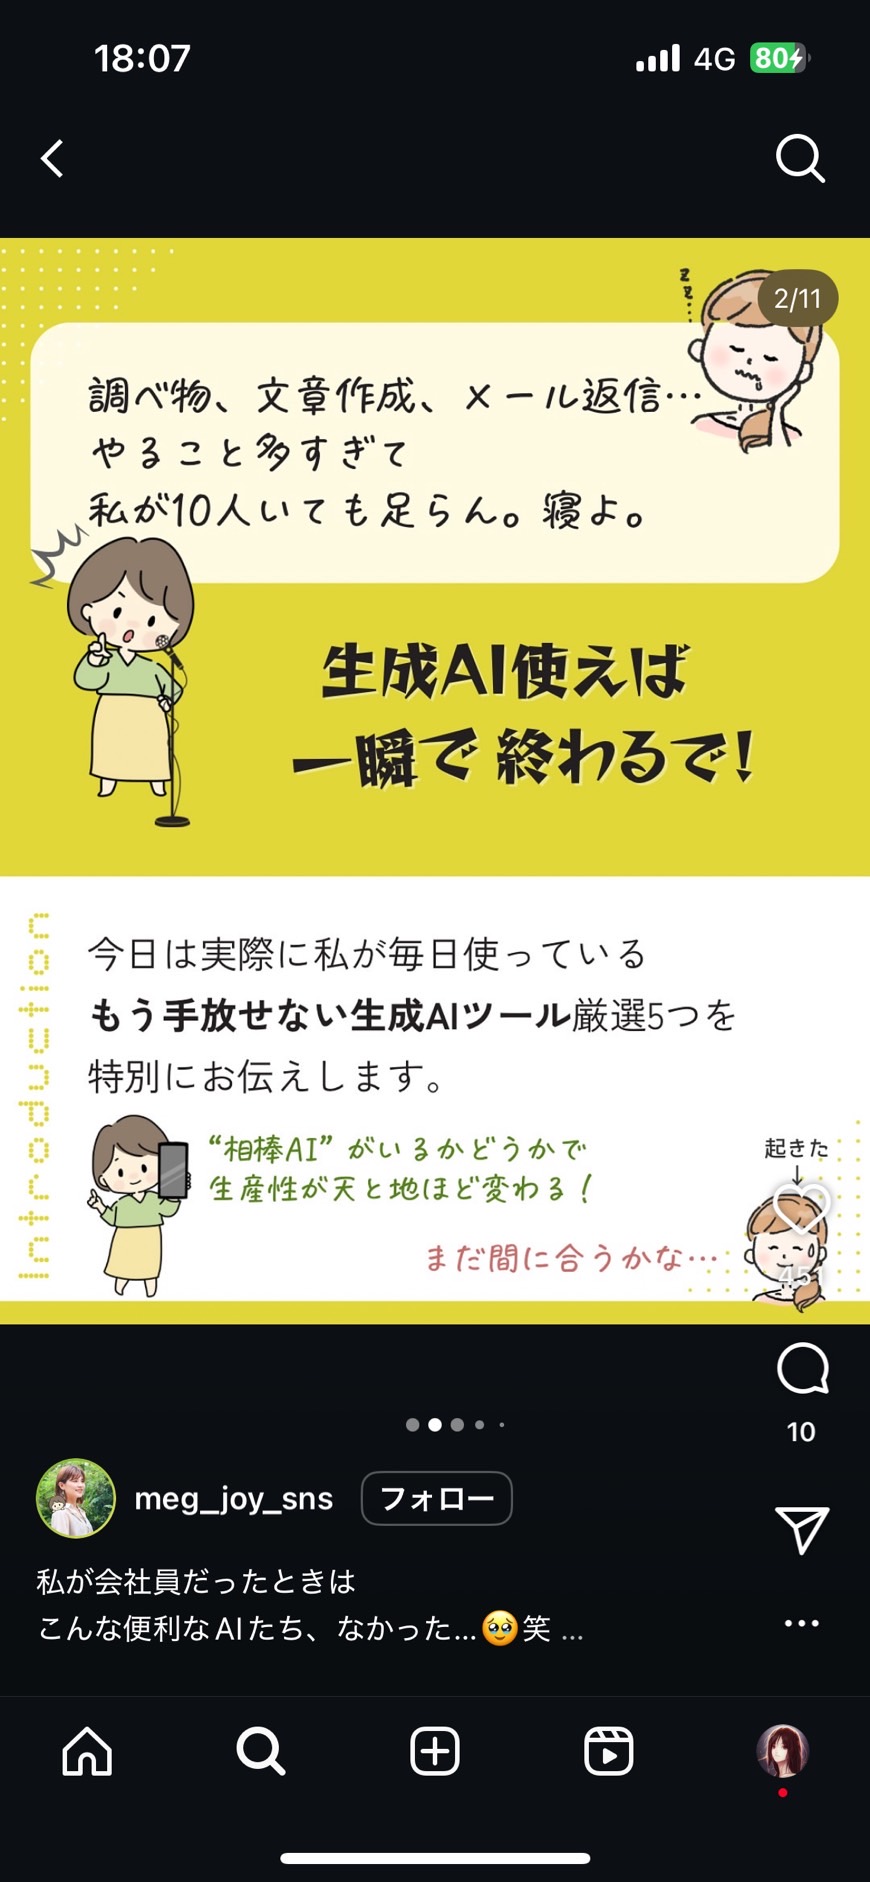 18:07
4G
80
2/11
zz...
調べ物、文章作成、メール返信…
やること多すぎて
私が10人いても足らん。寝よ。
生成AI使えば
一瞬で終わるで!
今日は実際に私が毎日使っている
もう手放せない生成AIツール厳選5つを
特別にお伝えします。
“相棒AI”がいるかどうかで
生産性が天と地ほど変わる!
起きた
まだ間に合うかな…
451
10
meg_joy_sns
フォロー
私が会社員だったときは
こんな便利なAIたち、なかった...🥹笑 ...